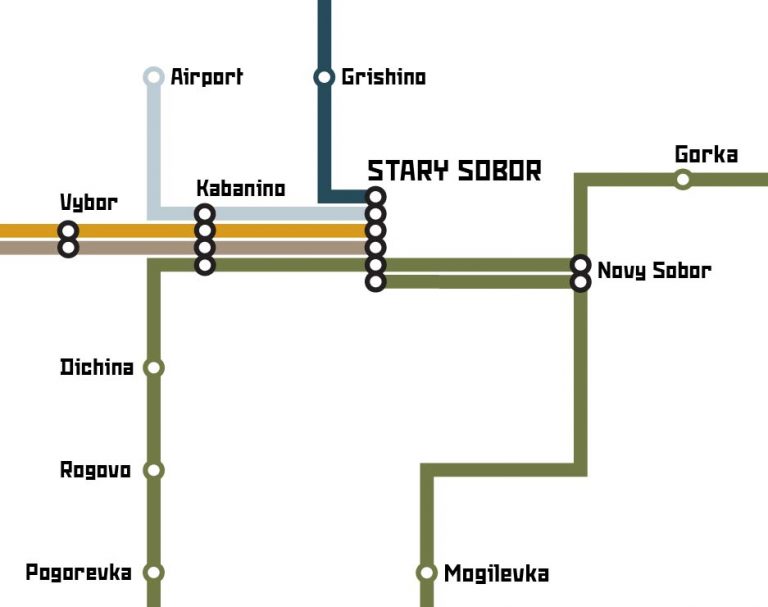 Airport
Grishino
Gorka
STARY SOBOR
Kabanino
Vybor
Novy Sobor
Dichina
Rogovo
Pogorevka
Mogilevka